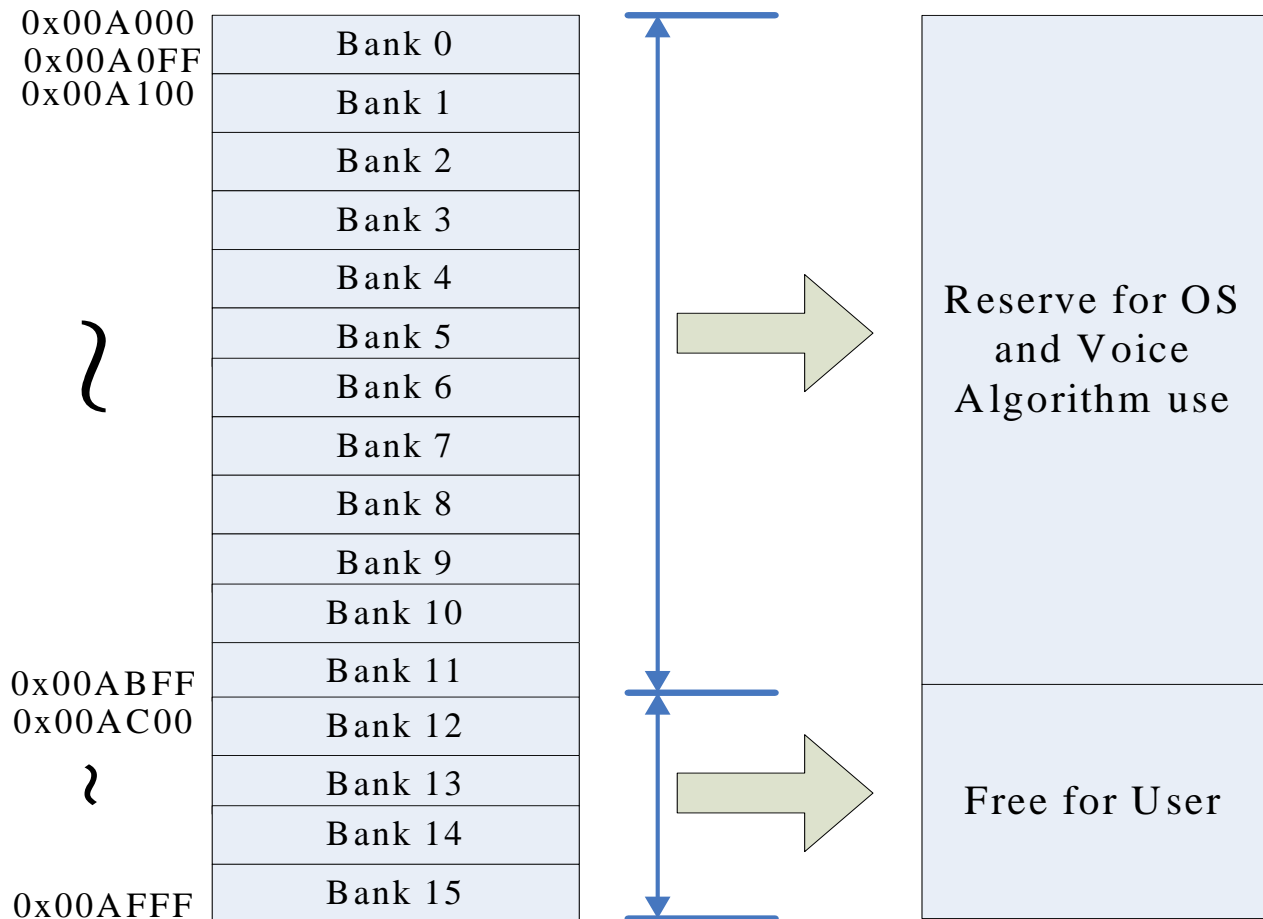 0x00A000
0x00A0FF
0x00A100
Bank 0
Bank 1
Bank 2
Bank 3
Bank 4
Bank 5
Bank 6
Bank 7
Bank 8
Bank 9
Bank 10
Bank 11
0x00ABFF
0x00AC00
Bank 12
Bank 13
Bank 14
Bank 15
0x00AFFF
Reserve for OS
and Voice
Algorithm use
Free for User